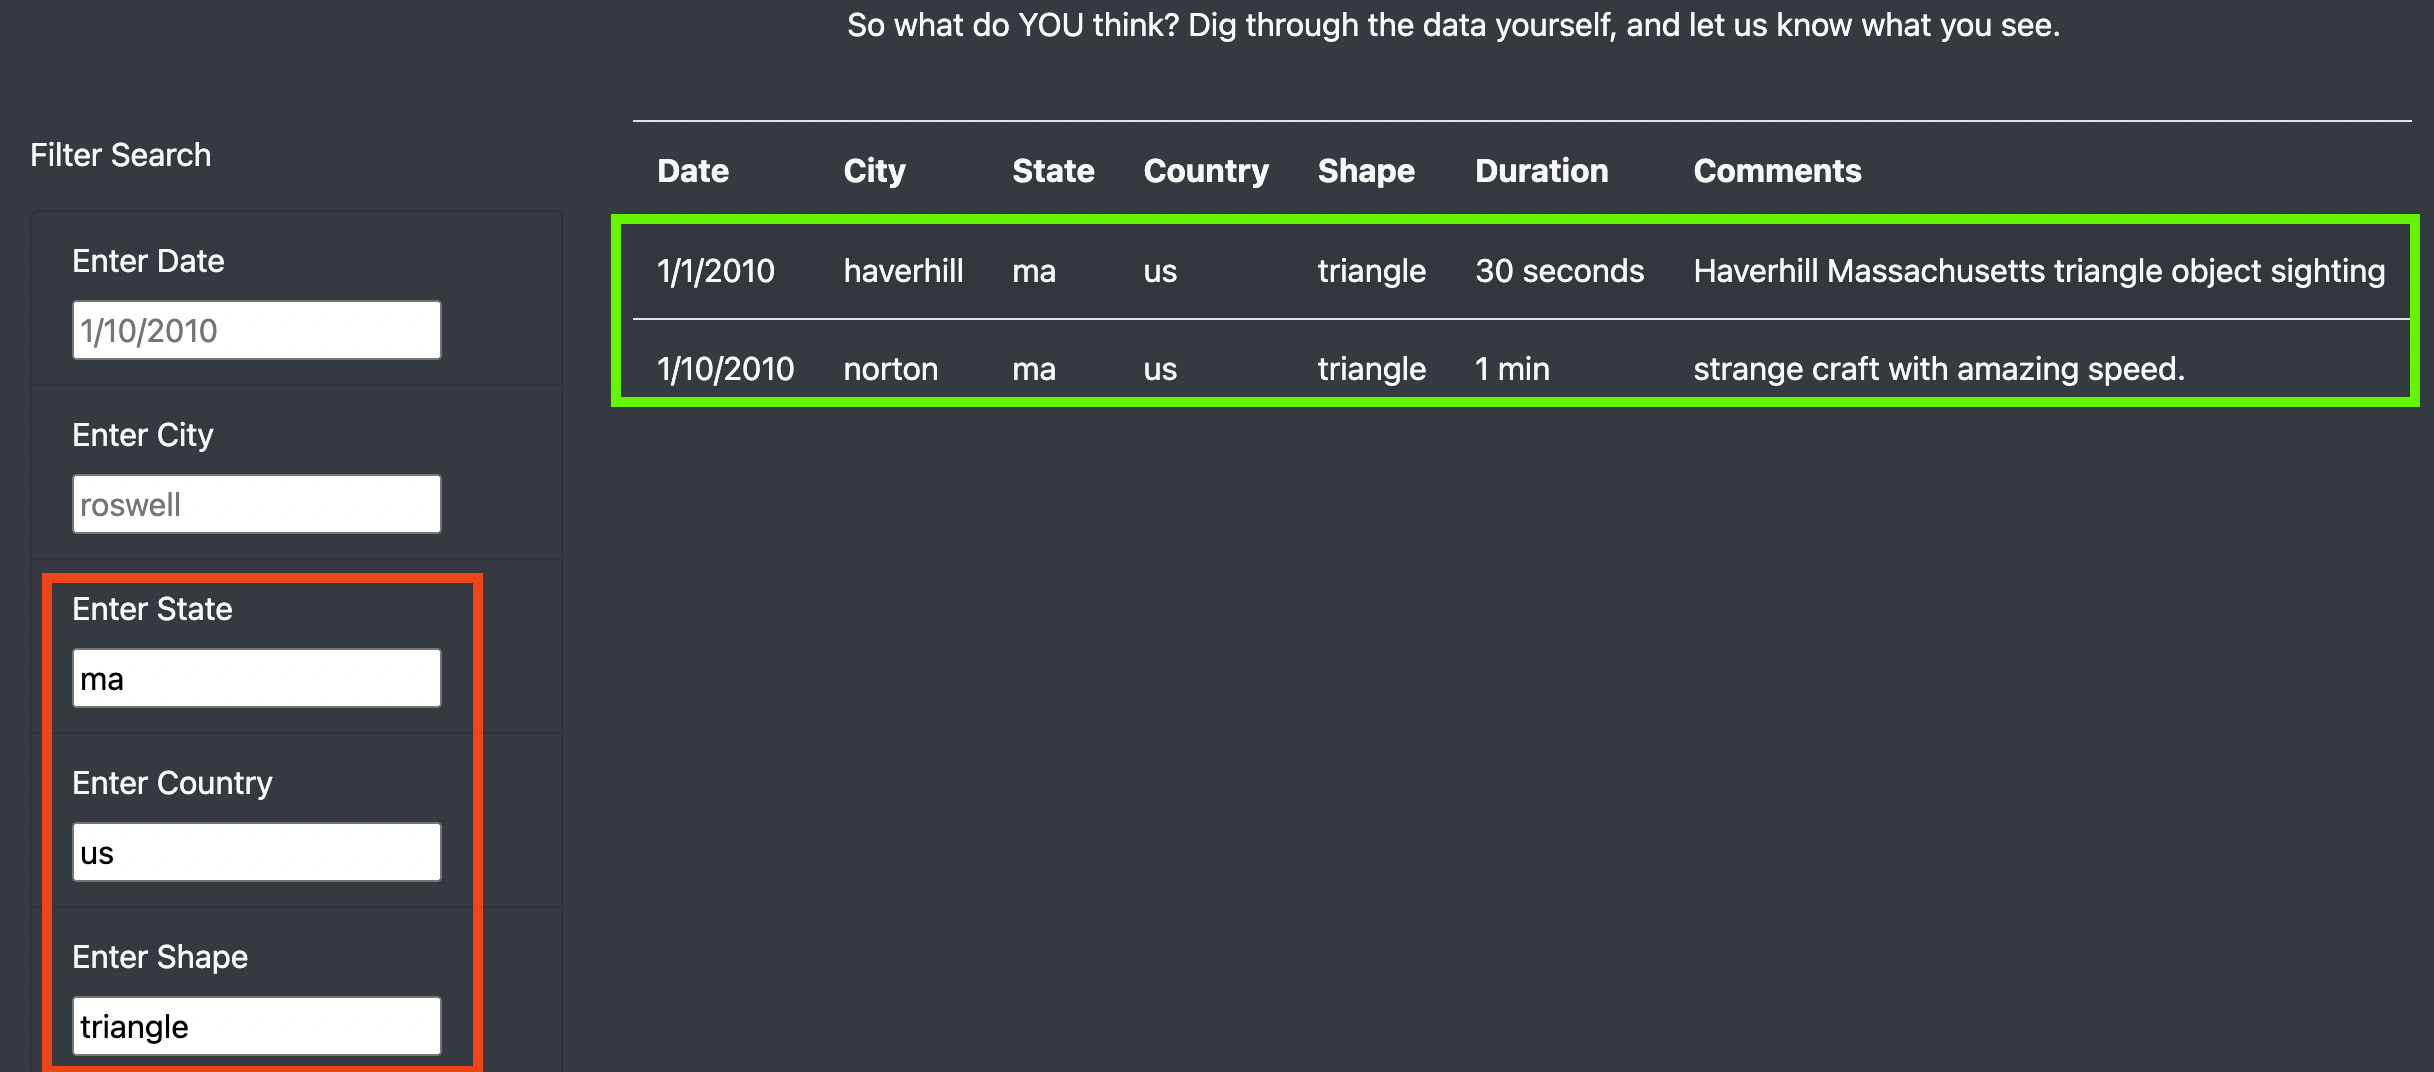 So what do YOU think? Dig through the data yourself, and let us know what you see.
Filter Search
Enter Date
1/10/2010
Enter City
roswell
Enter State
ma
Enter Country
us
Enter Shape
triangle
Date City State Country Shape Duration Comments
1/1/2010 haverhill ma us triangle 30 seconds Haverhill Massachusetts triangle object sighting
1/10/2010 norton ma us triangle 1 min strange craft with amazing speed.